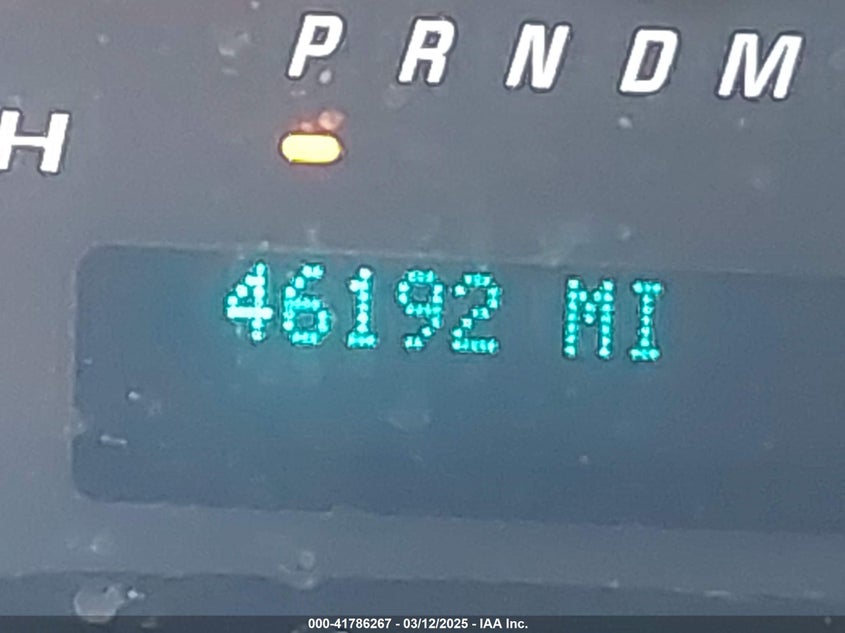 P R N D M
H
46192 MI
000-41786267 - 03/12/2025 - IAA Inc.